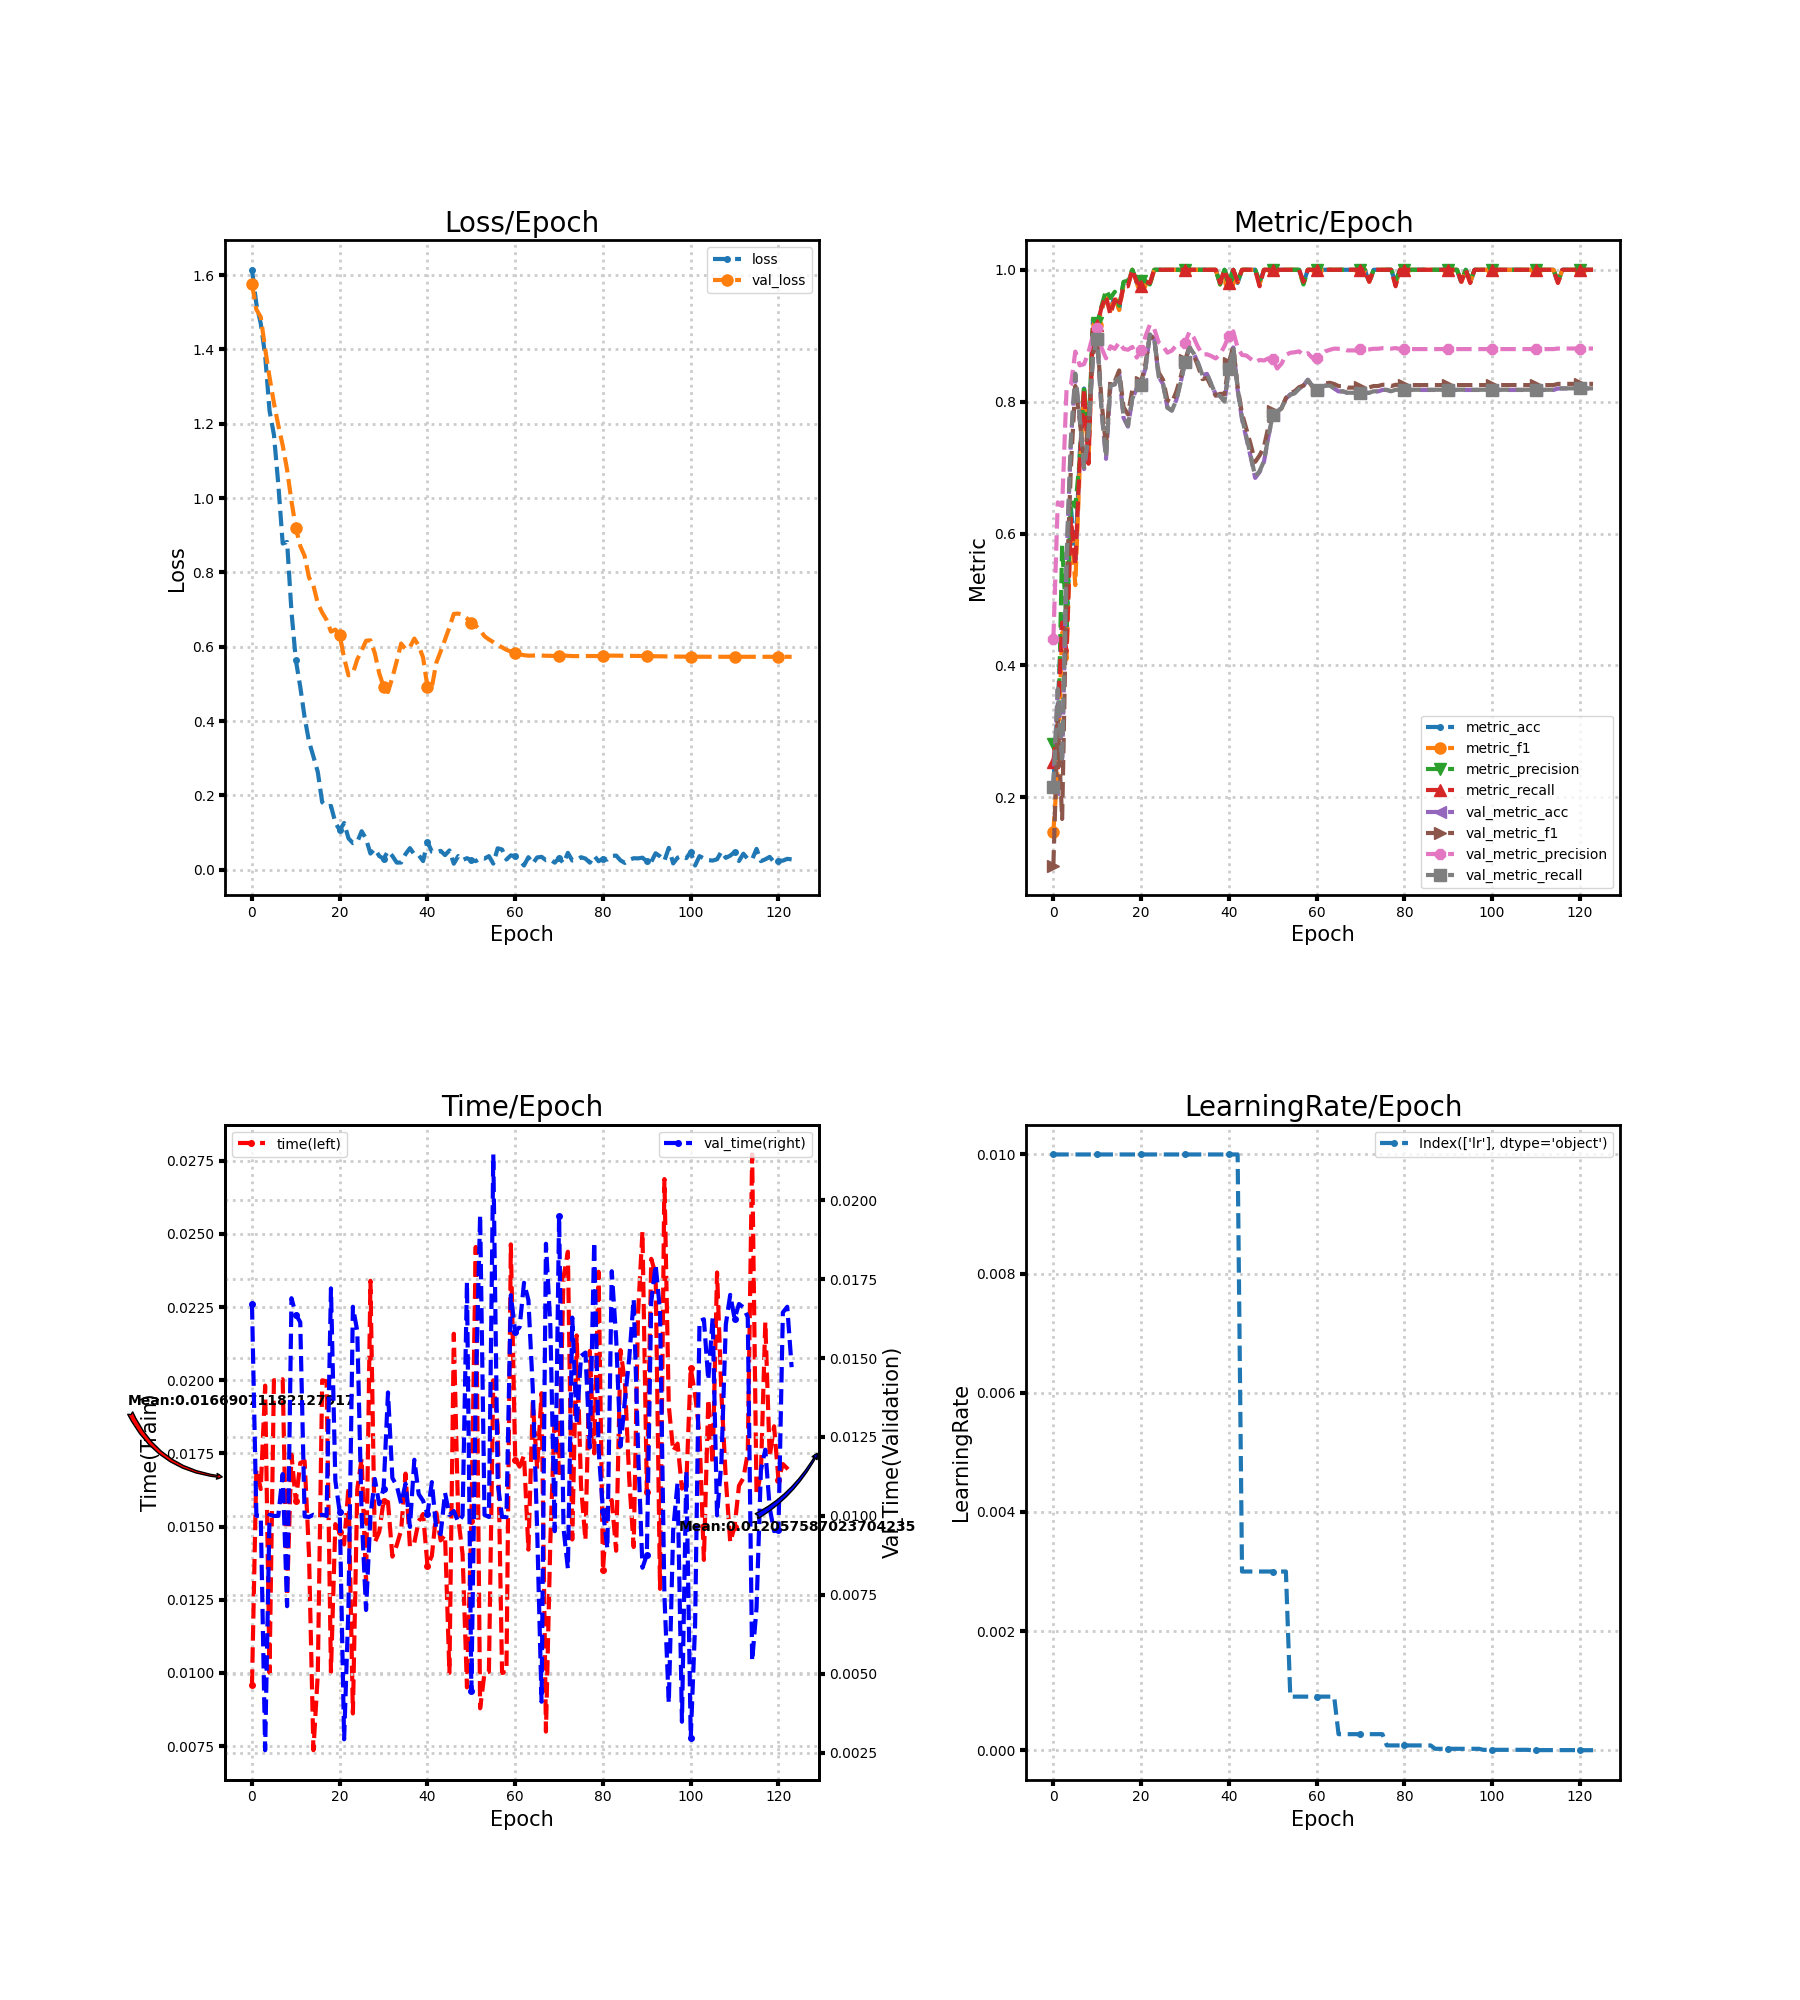 Loss/Epoch
loss
val_loss
1.6
1.4
1.2
1.0
0.8
0.6
0.4
0.2
0.0
Loss
0
20
40
60
80
100
120
Epoch
Metric/Epoch
1.0
0.8
0.6
0.4
0.2
Metric
metric_acc
metric_f1
metric_precision
metric_recall
val_metric_acc
val_metric_f1
val_metric_precision
val_metric_recall
0
20
40
60
80
100
120
Epoch
Time/Epoch
time(left)
val_time(right)
0.0275
0.0250
0.0225
0.0200
0.0175
0.0150
0.0125
0.0100
0.0075
Time(Train)
0.0200
0.0175
0.0150
0.0125
0.0100
0.0075
0.0050
0.0025
Val_Time(Validation)
Mean:0.012057587023704235
0
20
40
60
80
100
120
Epoch
LearningRate/Epoch
Index(['lr'], dtype='object')
0.010
0.008
0.006
0.004
0.002
0.000
LearningRate
0
20
40
60
80
100
120
Epoch